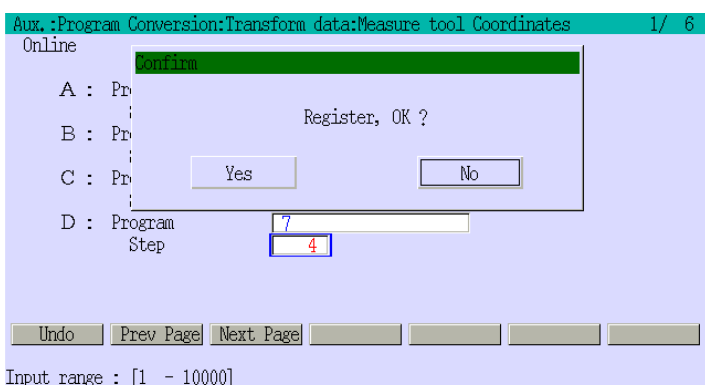 Aux.:Program Conversion:Transform data:Measure tool Coordinates 1/ 6
Online
Confirm
A : Pr
Register, OK ?
B : Pr
C : Pr
Yes No
D : Program 7
Step 4
Undo Prev Page Next Page
Input range : [1 - 10000]